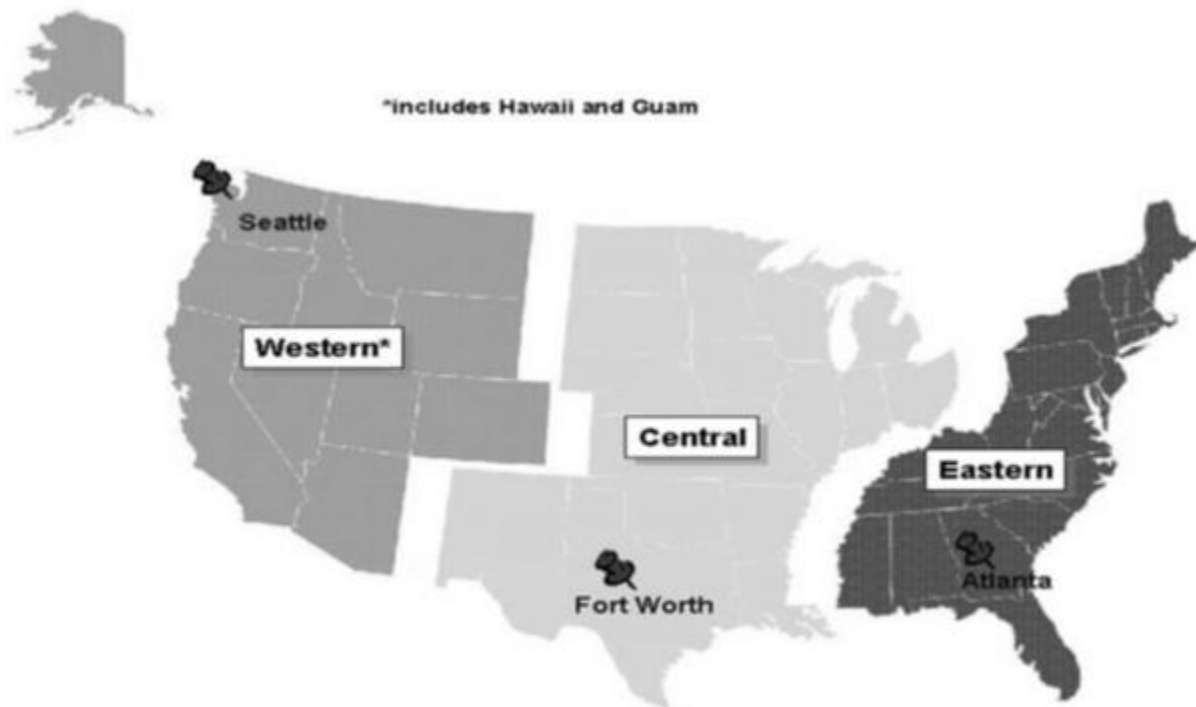 *includes Hawaii and Guam
Seattle
Western*
Central
Eastern
Atlanta
Fort Worth